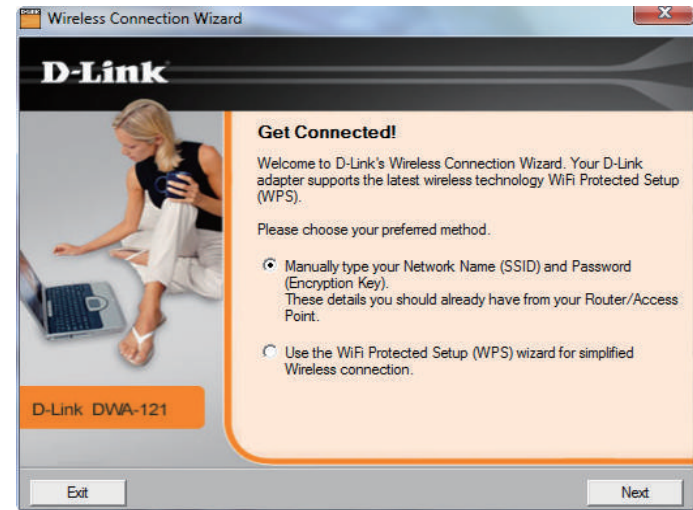 Wireless Connection Wizard
D-Link
Get Connected!
Welcome to D-Link's Wireless Connection Wizard. Your D-Link
adapter supports the latest wireless technology WiFi Protected Setup
(WPS).
Please choose your preferred method.
Manually type your Network Name (SSID) and Password
(Encryption Key).
These details you should already have from your Router/Access
Point.
Use the WiFi Protected Setup (WPS) wizard for simplified
Wireless connection.
D-Link DWA-121
Exit
Next